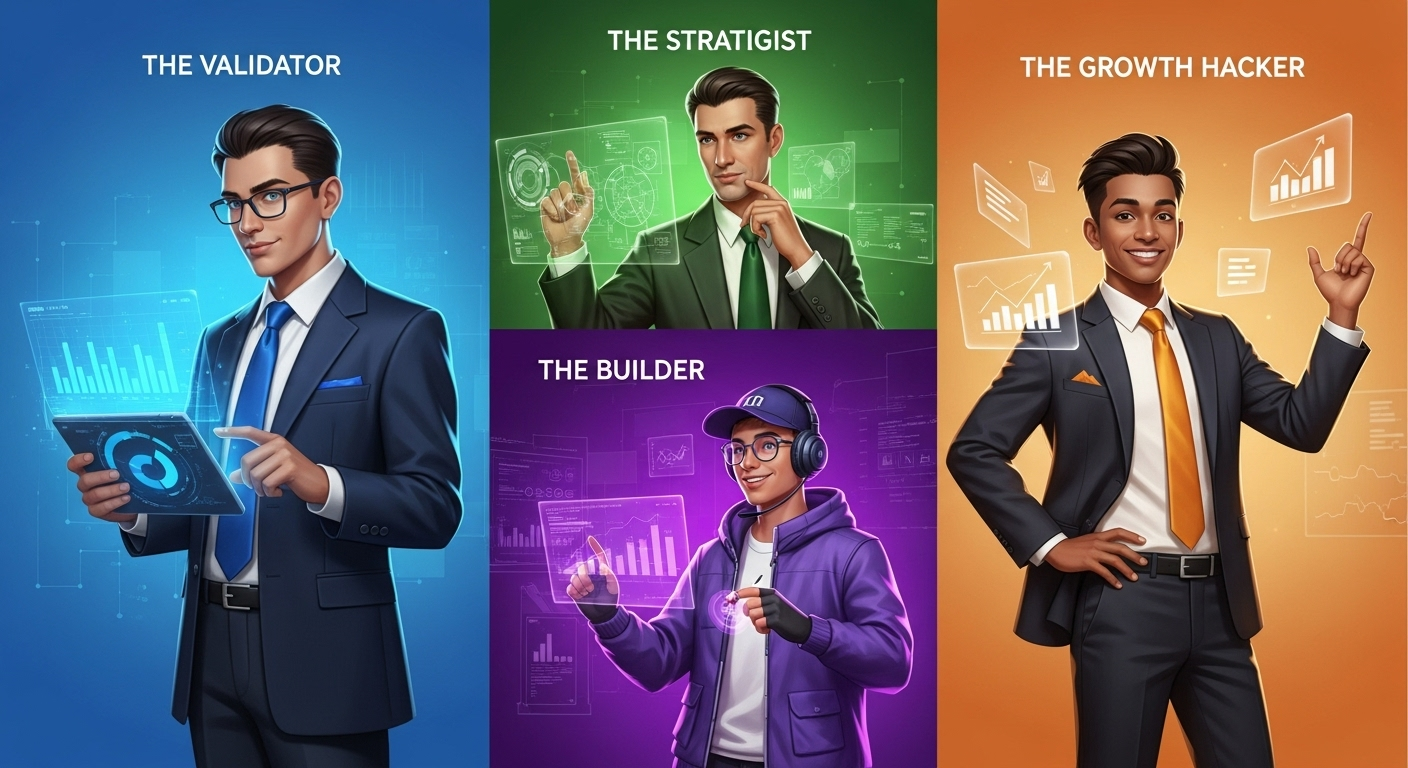 THE VALIDATOR
THE STRATIGIST
THE BUILDER
THE GROWTH HACKER